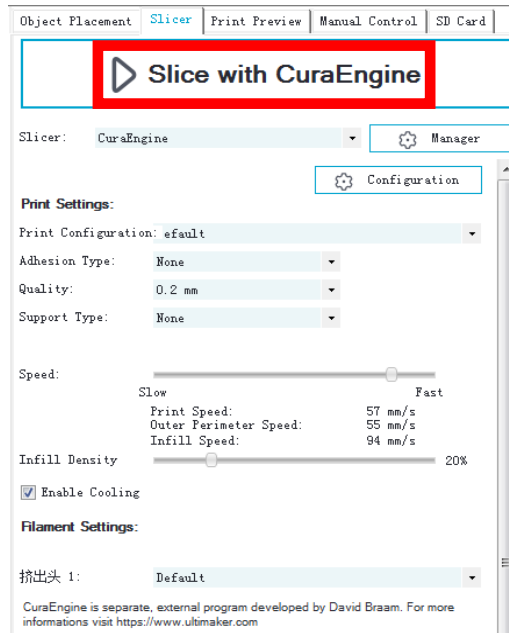 Object Placement Slicer Print Preview Manual Control SD Card
Slice with CuraEngine
Slicer: CuraEngine Manager
Configuration
Print Settings:
Print Configuration: efault
Adhesion Type: None
Quality: 0.2 mm
Support Type: None
Speed:
Slow Fast
Print Speed: 57 mm/s
Outer Perimeter Speed: 55 mm/s
Infill Speed: 94 mm/s
Infill Density 20%
Enable Cooling
Filament Settings:
挤出头 1: Default
CuraEngine is separate, external program developed by David Braam. For more
informations visit https://www.ultimaker.com